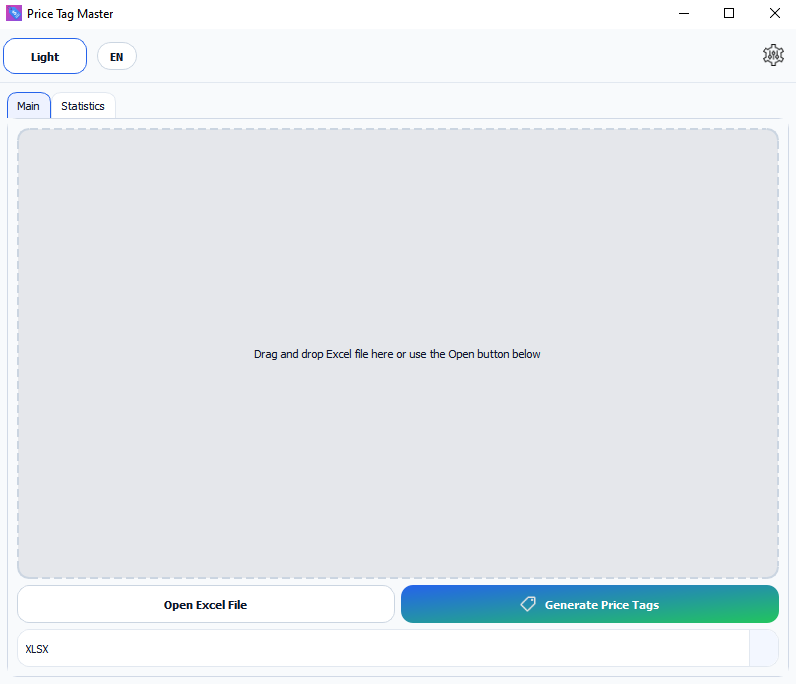 Price Tag Master
Light
EN
Main
Statistics
Drag and drop Excel file here or use the Open button below
Open Excel File
Generate Price Tags
XLSX